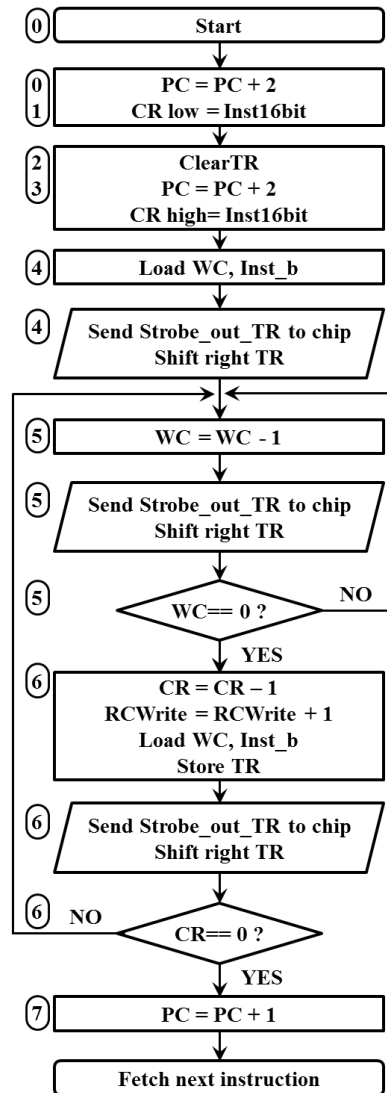 0
Start
0
1
PC = PC + 2
CR low = Inst16bit
2
3
ClearTR
PC = PC + 2
CR high= Inst16bit
4
Load WC, Inst_b
4
Send Strobe_out_TR to chip
Shift right TR
5
WC = WC - 1
5
Send Strobe_out_TR to chip
Shift right TR
5
WC== 0 ?
NO
YES
6
CR = CR – 1
RCWrite = RCWrite + 1
Load WC, Inst_b
Store TR
6
Send Strobe_out_TR to chip
Shift right TR
6
NO
CR== 0 ?
YES
7
PC = PC + 1
Fetch next instruction